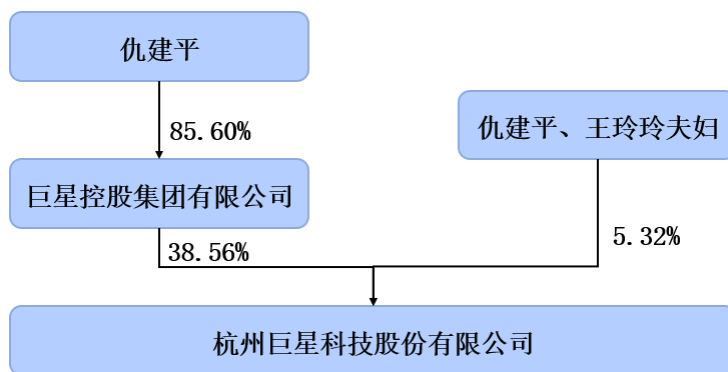 仇建平
85.60%
仇建平、王玲玲夫妇
巨星控股集团有限公司
38.56%
5.32%
杭州巨星科技股份有限公司